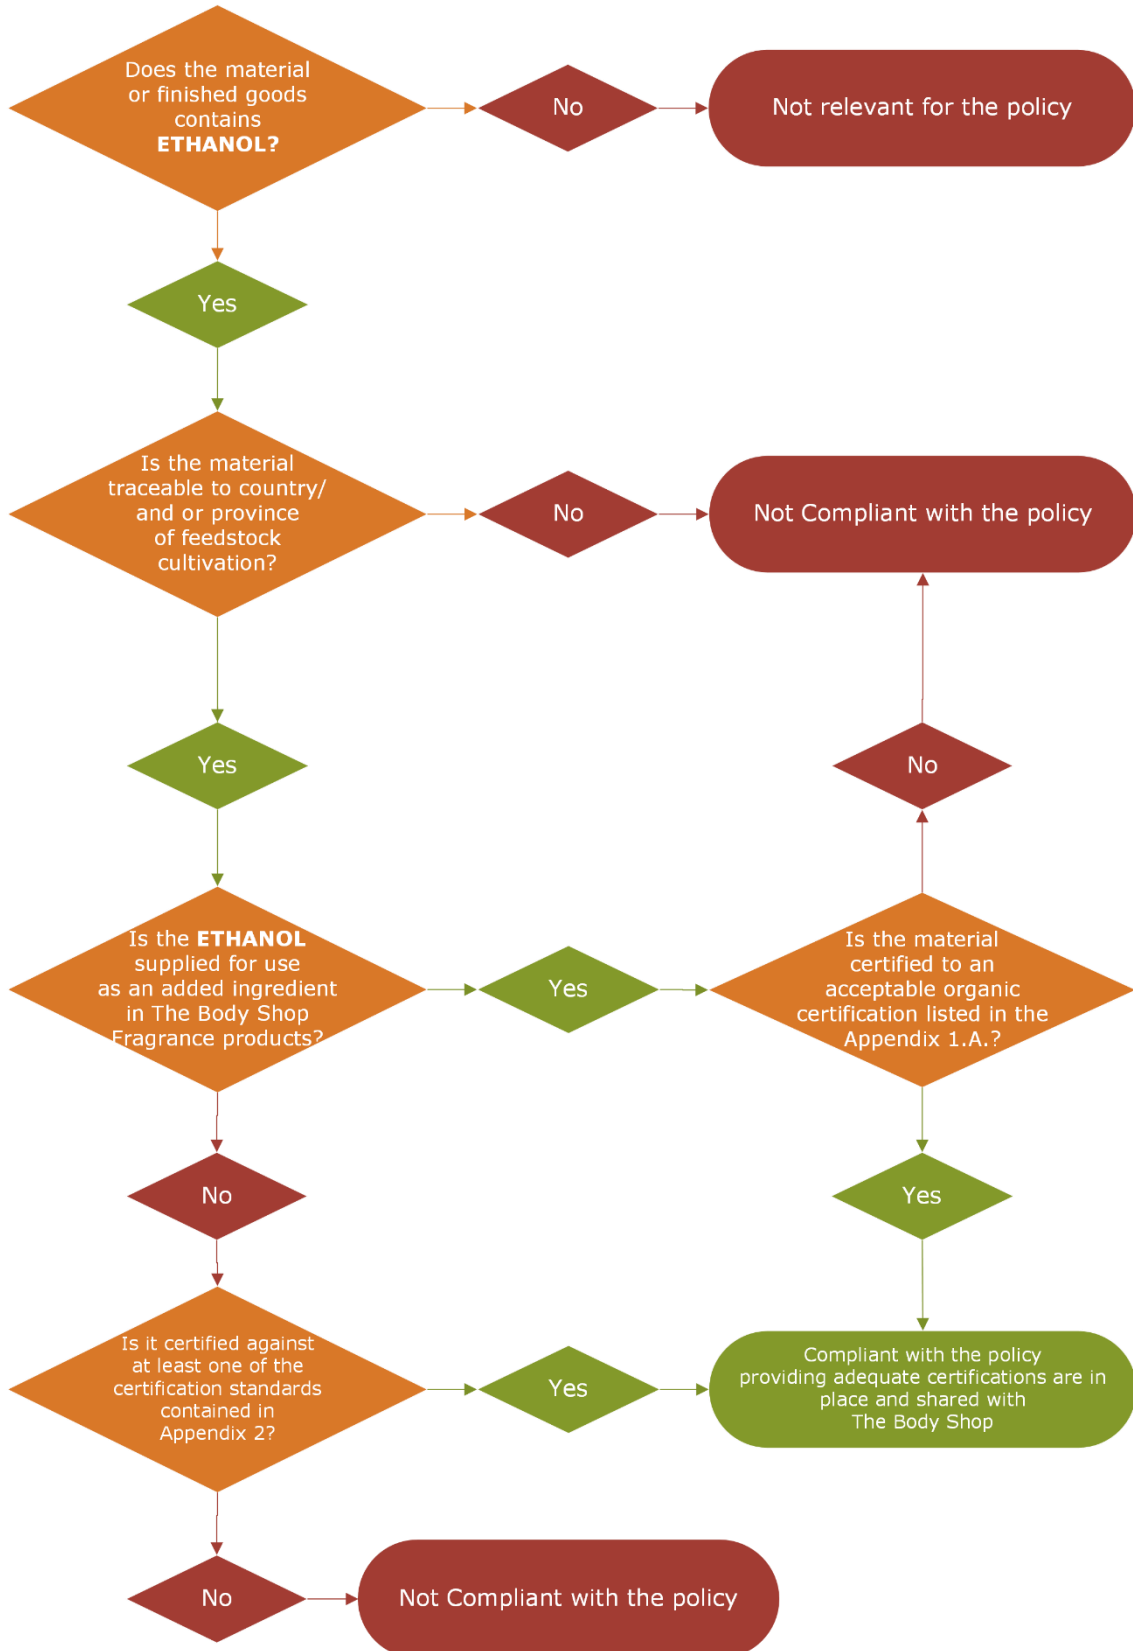 Does the material
or finished goods
contains
ETHANOL?
No
Not relevant for the policy
Yes
Is the material
traceable to country/
and or province
of feedstock
cultivation?
No
Not Compliant with the policy
Yes
No
Is the ETHANOL
supplied for use
as an added ingredient
in The Body Shop
Fragrance products?
Yes
Is the material
certified to an
acceptable organic
certification listed in the
Appendix 1.A.?
No
Yes
Is it certified against
at least one of the
certification standards
contained in
Appendix 2?
Yes
Compliant with the policy
providing adequate certifications are in
place and shared with
The Body Shop
No
Not Compliant with the policy